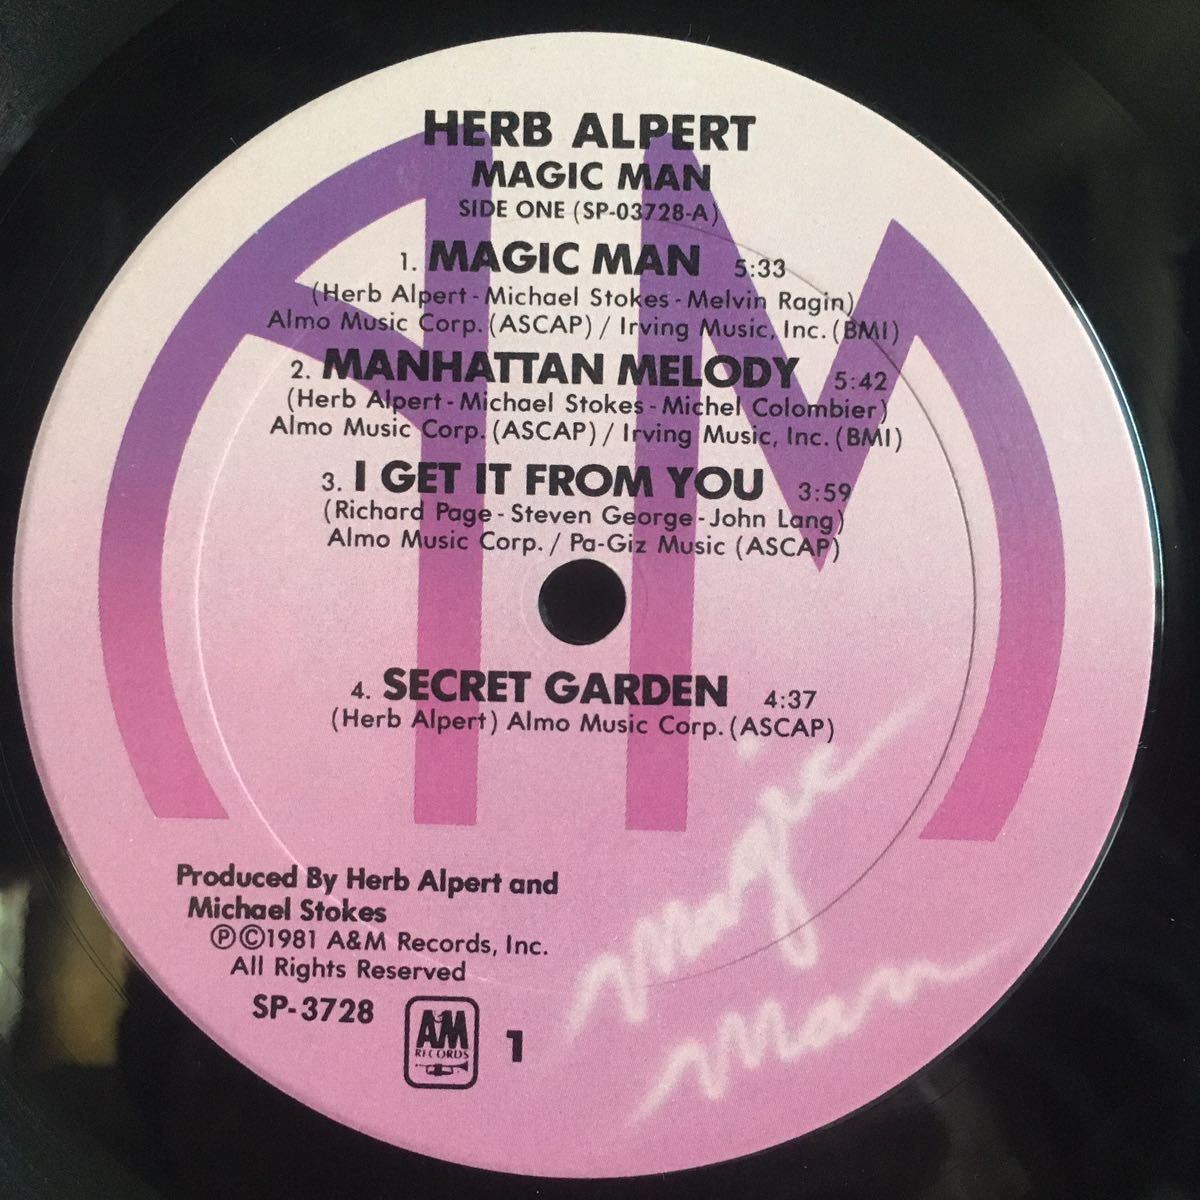 HERB ALPERT
MAGIC MAN
SIDE ONE (SP-03728-A)
1. MAGIC MAN 5:33
(Herb Alpert - Michael Stokes - Melvin Ragin)
Almo Music Corp. (ASCAP) / Irving Music, Inc. (BMI)
2. MANHATTAN MELODY 5:42
(Herb Alpert - Michael Stokes - Michel Colombier)
Almo Music Corp. (ASCAP) / Irving Music, Inc. (BMI)
3. I GET IT FROM YOU 3:59
(Richard Page - Steven George - John Lang)
Almo Music Corp. / Pa-Giz Music (ASCAP)
4. SECRET GARDEN 4:37
(Herb Alpert) Almo Music Corp. (ASCAP)
Produced By Herb Alpert and
Michael Stokes
℗©1981 A&M Records, Inc.
All Rights Reserved
SP-3728
AM
RECORDS
1
Magic
Man